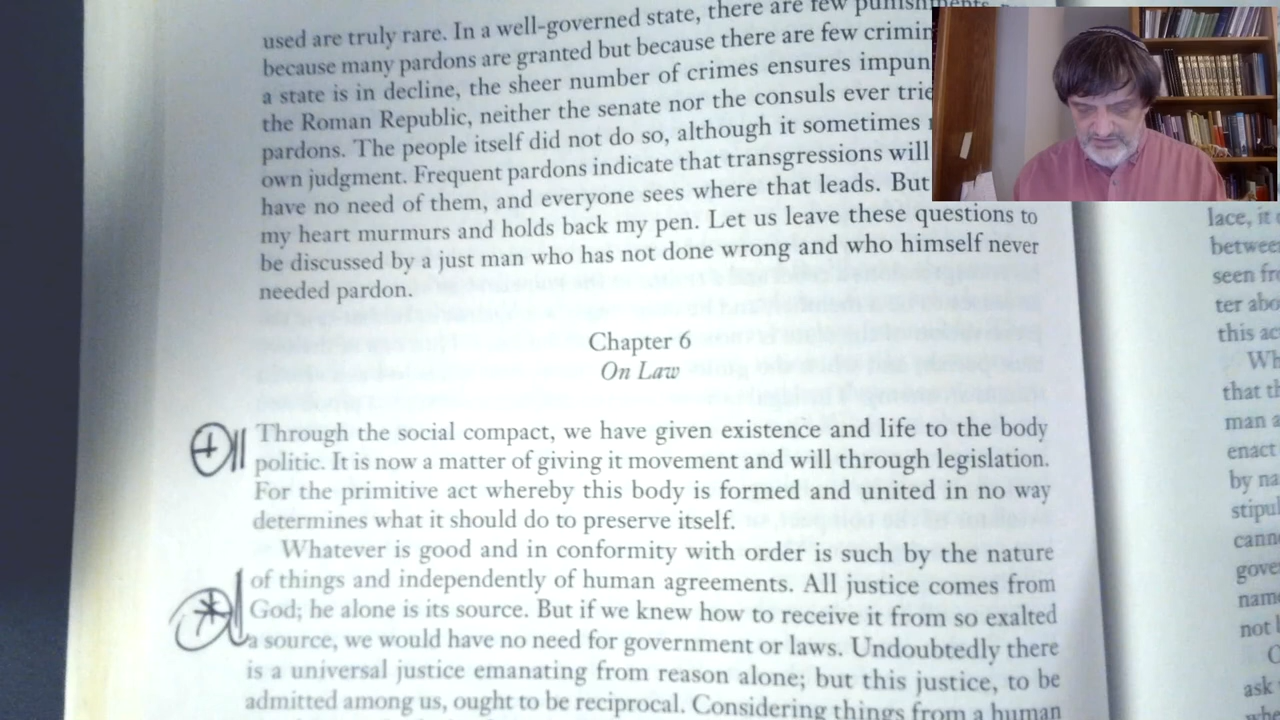 used are truly rare. In a well-governed state, there are few punishments
because many pardons are granted but because there are few crimin
a state is in decline, the sheer number of crimes ensures impun
the Roman Republic, neither the senate nor the consuls ever trie
pardons. The people itself did not do so, although it sometimes
own judgment. Frequent pardons indicate that transgressions will
have no need of them, and everyone sees where that leads. But
my heart murmurs and holds back my pen. Let us leave these questions to
be discussed by a just man who has not done wrong and who himself never
needed pardon.
Chapter 6
On Law
Through the social compact, we have given existence and life to the body
politic. It is now a matter of giving it movement and will through legislation.
For the primitive act whereby this body is formed and united in no way
determines what it should do to preserve itself.
Whatever is good and in conformity with order is such by the nature
of things and independently of human agreements. All justice comes from
God; he alone is its source. But if we knew how to receive it from so exalted
a source, we would have no need for government or laws. Undoubtedly there
is a universal justice emanating from reason alone; but this justice, to be
admitted among us, ought to be reciprocal. Considering things from a human
lace, it
betwee
seen fro
ter abo
this ac
Wh
that th
man a
enact
by na
stipul
canno
gove
name
not
ask